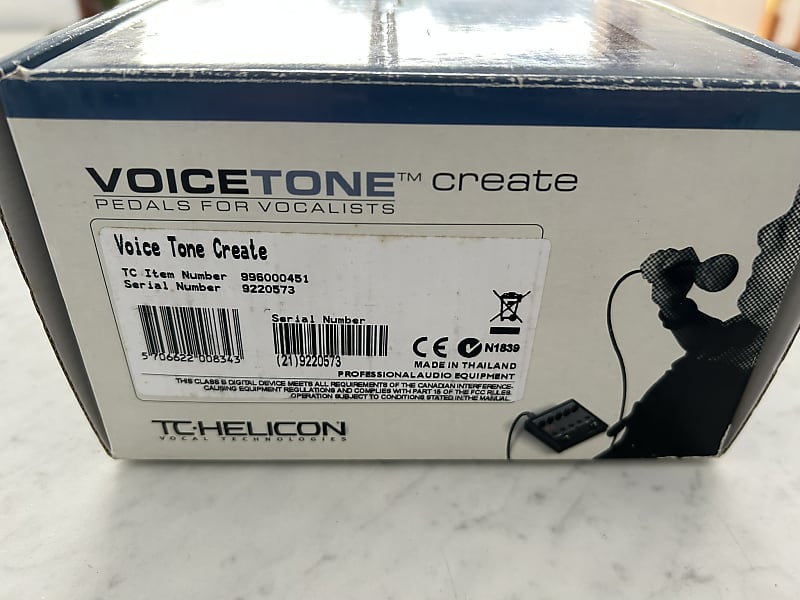 VOICETONE™ create
PEDALS FOR VOCALISTS
Voice Tone Create
TC Item Number 996000451
Serial Number 9220573
Serial Number
5 706622 008343
(21)9220573
CE N1839
MADE IN THAILAND
PROFESSIONAL AUDIO EQUIPMENT
THIS CLASS B DIGITAL DEVICE MEETS ALL REQUIREMENTS OF THE CANADIAN INTERFERENCE-
CAUSING EQUIPMENT REGULATIONS AND COMPLIES WITH PART 15 OF THE FCC RULES.
OPERATION SUBJECT TO CONDITIONS STATED IN THE MANUAL.
TC·HELICON
VOCAL TECHNOLOGIES